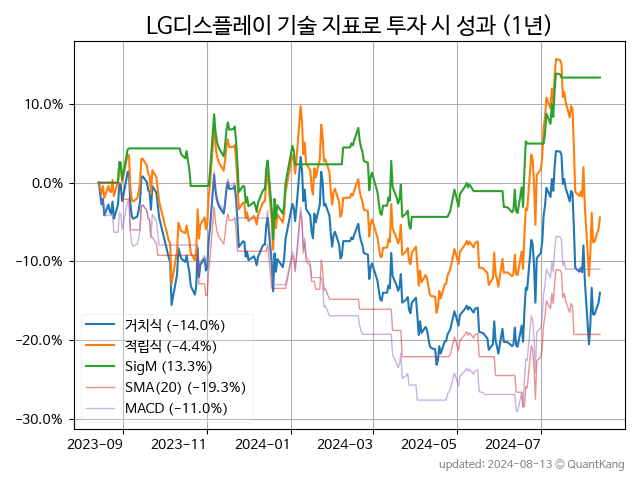 LG디스플레이 기술 지표로 투자 시 성과 (1년)
10.0%
0.0%
−10.0%
−20.0%
−30.0%
거치식 (−14.0%)
적립식 (−4.4%)
SigM (13.3%)
SMA(20) (−19.3%)
MACD (−11.0%)
2023-09 2023-11 2024-01 2024-03 2024-05 2024-07
updated: 2024-08-13 © QuantKang